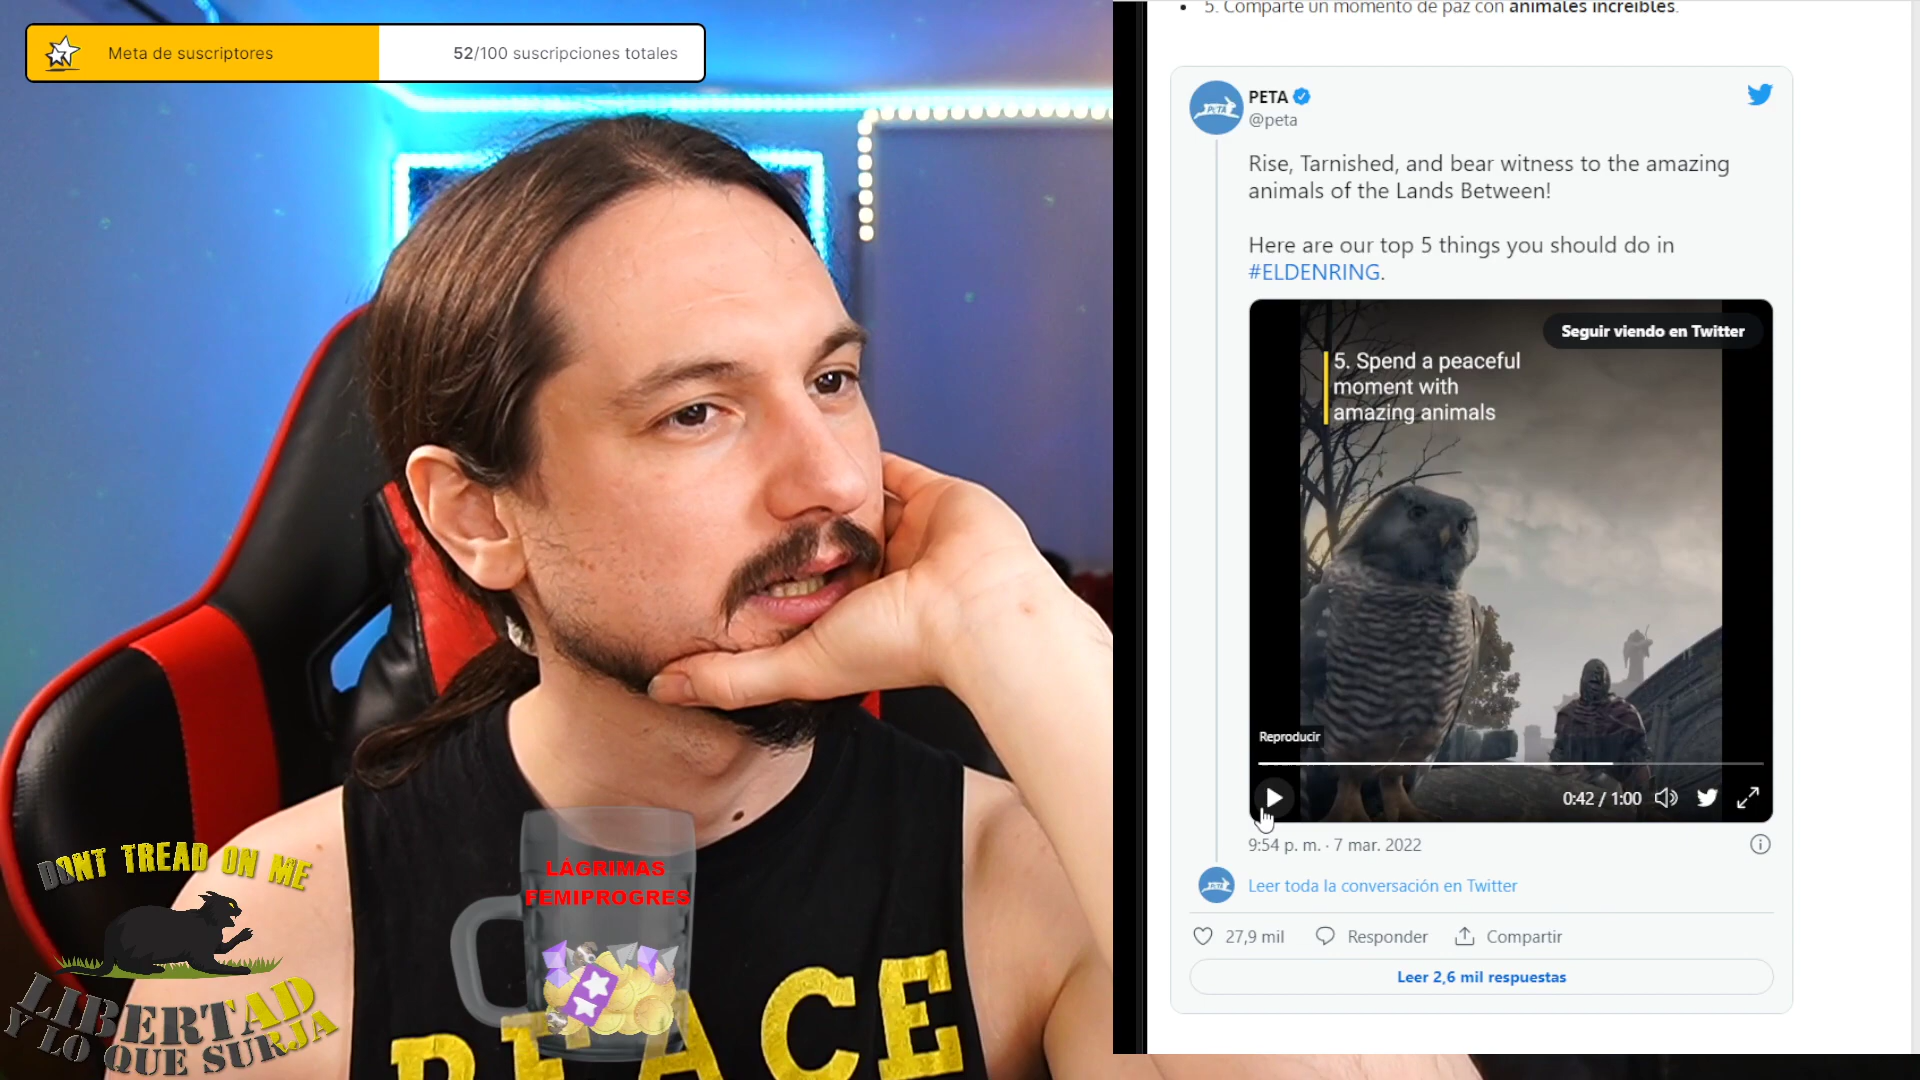 Meta de suscriptores
52/100 suscripciones totales
DONT TREAD ON ME
LIBERTAD
Y LO QUE SURJA
LÁGRIMAS
FEMIPROGRES
PEACE
5. Comparte un momento de paz con animales increíbles.
PETA
@peta
Rise, Tarnished, and bear witness to the amazing
animals of the Lands Between!
Here are our top 5 things you should do in
#ELDENRING.
Seguir viendo en Twitter
5. Spend a peaceful
moment with
amazing animals
Reproducir
0:42 / 1:00
9:54 p. m. · 7 mar. 2022
Leer toda la conversación en Twitter
27,9 mil
Responder
Compartir
Leer 2,6 mil respuestas